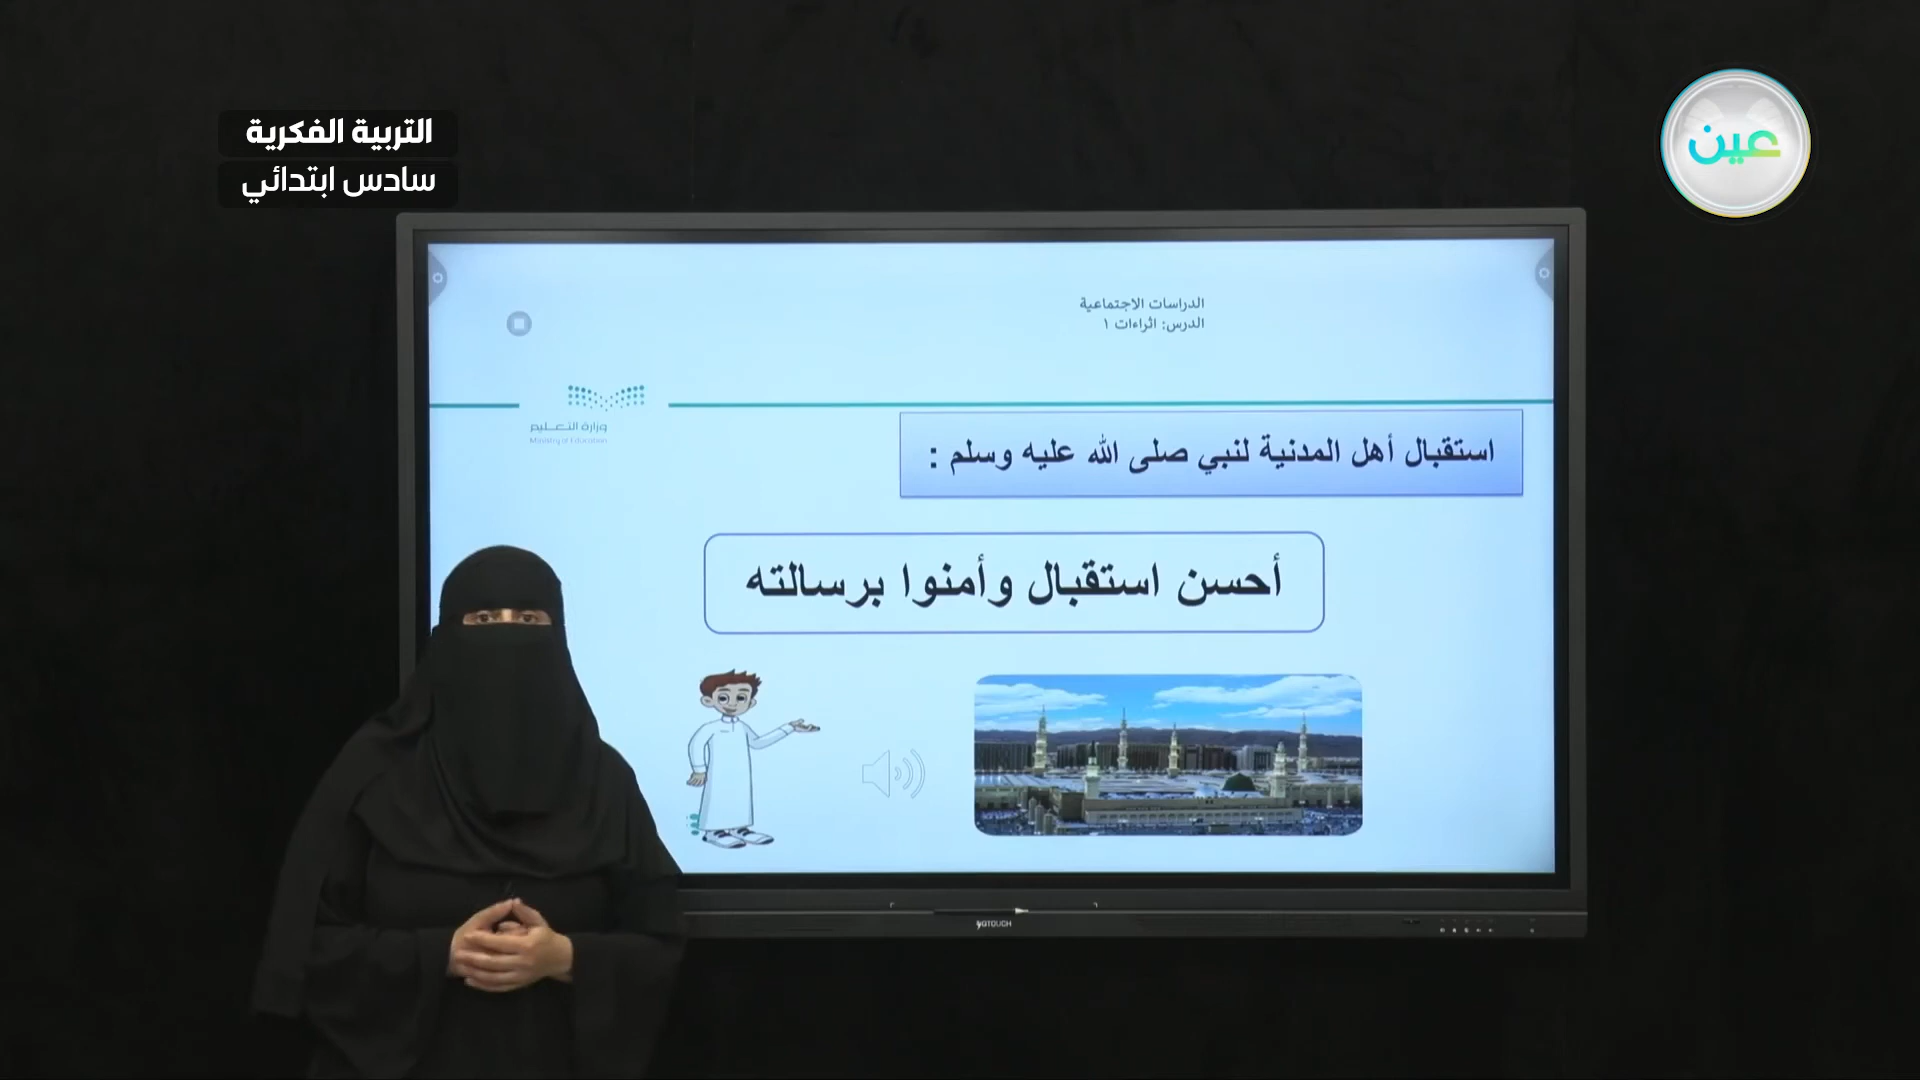 التربية الفكرية
سادس ابتدائي
عين
الدراسات الاجتماعية
الدرس: اثراءات ١
وزارة التعـلـيم
Ministry of Education
استقبال أهل المدنية لنبي صلى الله عليه وسلم :
أحسن استقبال وأمنوا برسالته